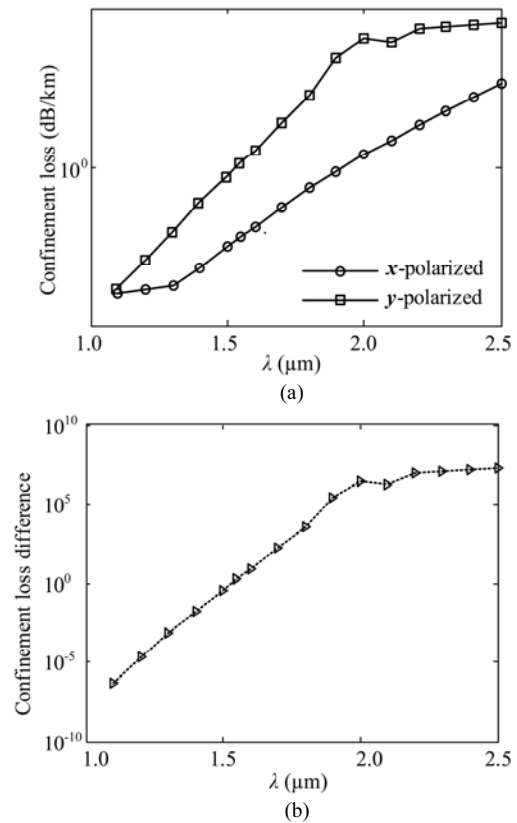 Confinement loss (dB/km)
10⁰
x-polarized
y-polarized
1.0 1.5 2.0 2.5
λ (µm)
(a)
Confinement loss difference
10¹⁰
10⁵
10⁰
10⁻⁵
10⁻¹⁰
1.0 1.5 2.0 2.5
λ (µm)
(b)